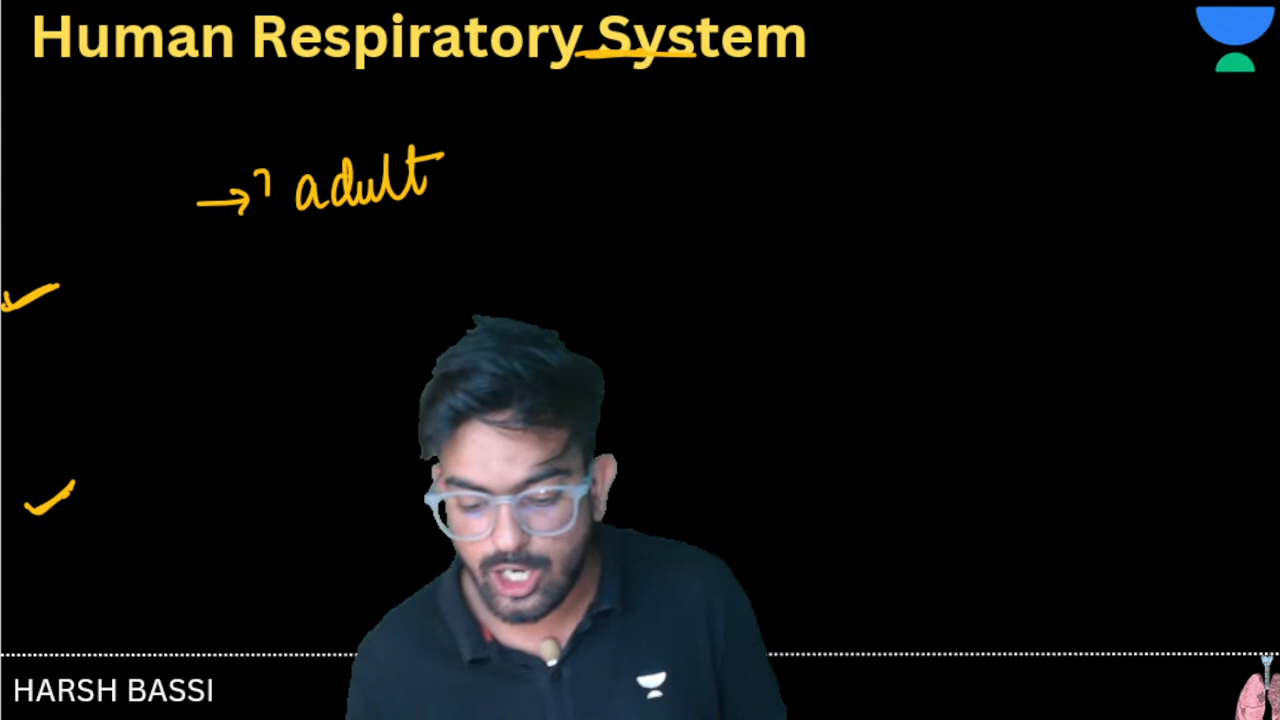 Human Respiratory System
→ adult
HARSH BASSI